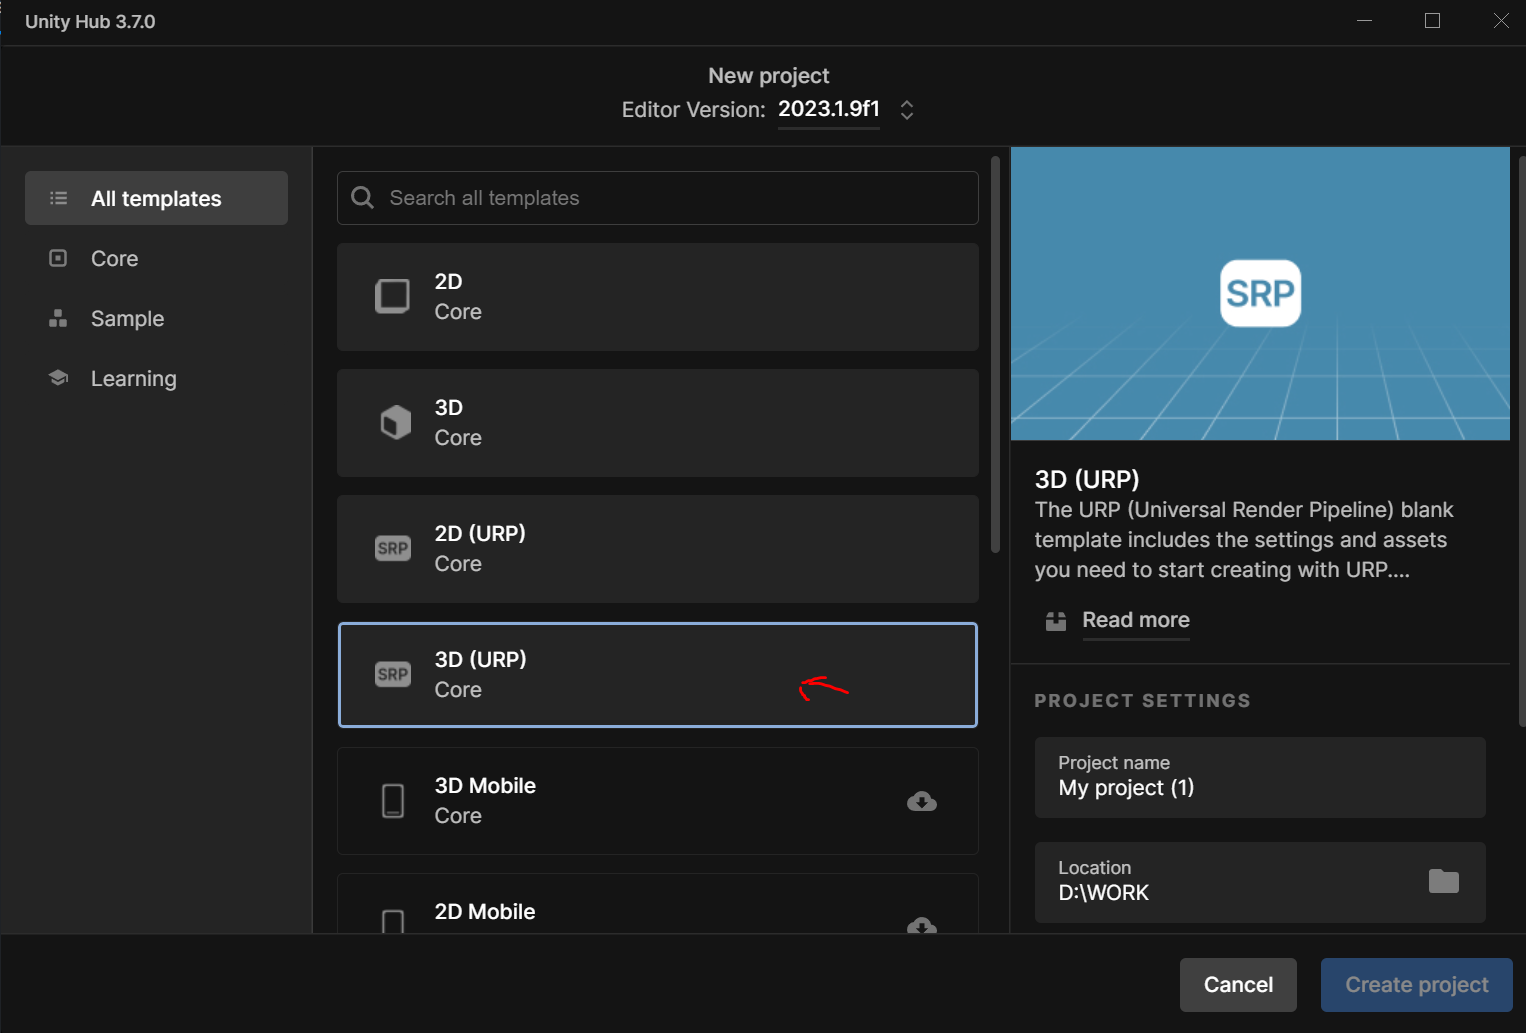 Unity Hub 3.7.0
New project
Editor Version: 2023.1.9f1
All templates
Core
Sample
Learning
Search all templates
2D
Core
3D
Core
SRP
2D (URP)
Core
SRP
3D (URP)
Core
3D Mobile
Core
2D Mobile
SRP
3D (URP)
The URP (Universal Render Pipeline) blank
template includes the settings and assets
you need to start creating with URP....
Read more
PROJECT SETTINGS
Project name
My project (1)
Location
D:\WORK
Cancel
Create project